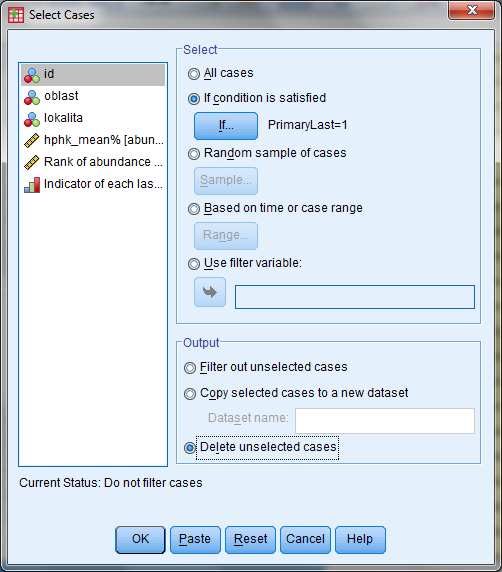 Select Cases
id
oblast
lokalita
hphk_mean% [abun...
Rank of abundance ...
Indicator of each las...
Select
All cases
If condition is satisfied
If... PrimaryLast=1
Random sample of cases
Sample...
Based on time or case range
Range...
Use filter variable:
Output
Filter out unselected cases
Copy selected cases to a new dataset
Dataset name:
Delete unselected cases
Current Status: Do not filter cases
OK Paste Reset Cancel Help